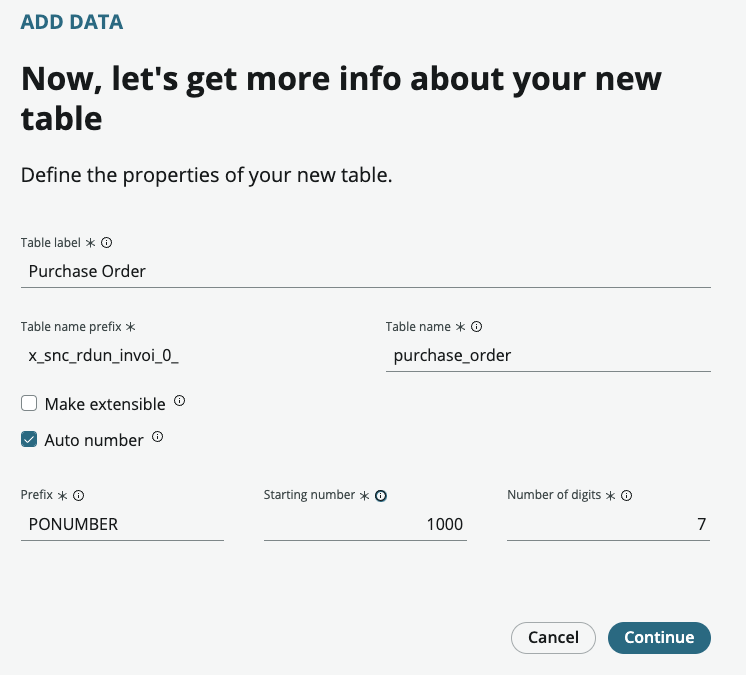 ADD DATA
Now, let's get more info about your new
table
Define the properties of your new table.
Table label *
Purchase Order
Table name prefix * Table name *
x_snc_rdun_invoi_0_ purchase_order
Make extensible
Auto number
Prefix * Starting number * Number of digits *
PONUMBER 1000 7
Cancel Continue